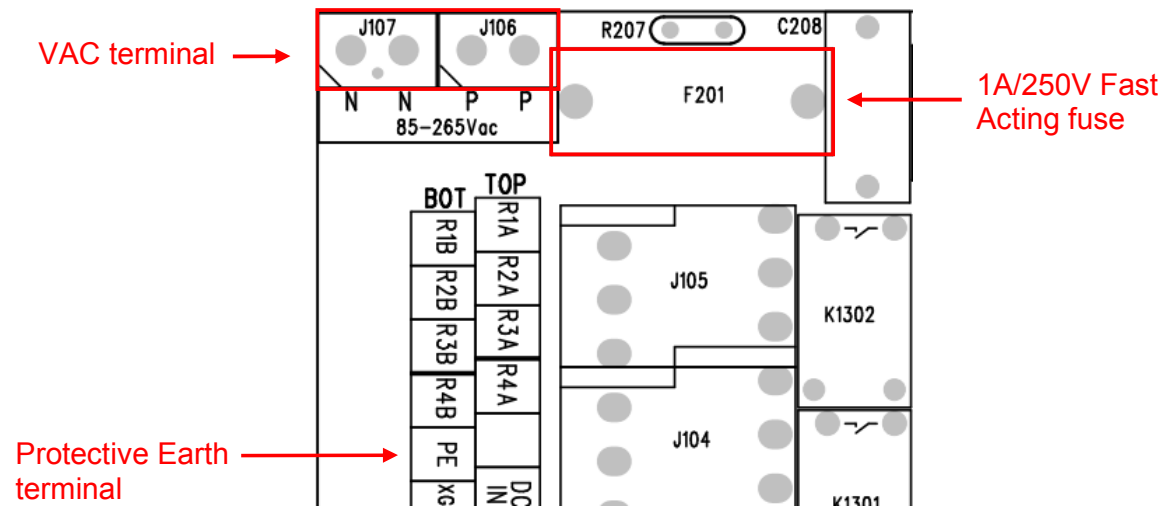 J107
J106
R207
C208
VAC terminal
N N P P
85-265Vac
F201
1A/250V Fast
Acting fuse
BOT
TOP
R1B
R1A
R2B
R2A
R3B
R3A
R4B
R4A
PE
XG
DC
IN
J105
K1302
J104
K1301
Protective Earth
terminal